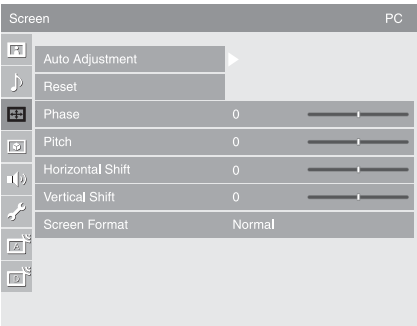 Screen PC
Auto Adjustment
Reset
Phase 0
Pitch 0
Horizontal Shift 0
Vertical Shift 0
Screen Format Normal
A
D